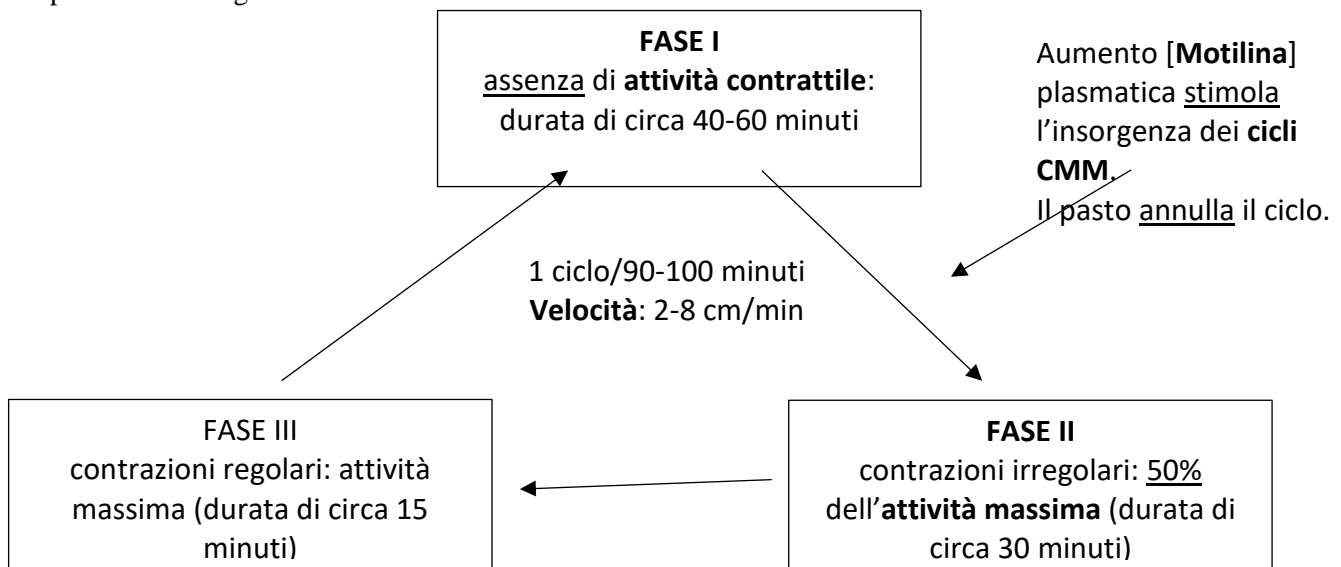 FASE I
assenza di attività contrattile:
durata di circa 40-60 minuti
Aumento [Motilina]
plasmatica stimola
l’insorgenza dei cicli
CMM.
Il pasto annulla il ciclo.
1 ciclo/90-100 minuti
Velocità: 2-8 cm/min
FASE III
contrazioni regolari: attività
massima (durata di circa 15
minuti)
FASE II
contrazioni irregolari: 50%
dell’attività massima (durata di
circa 30 minuti)